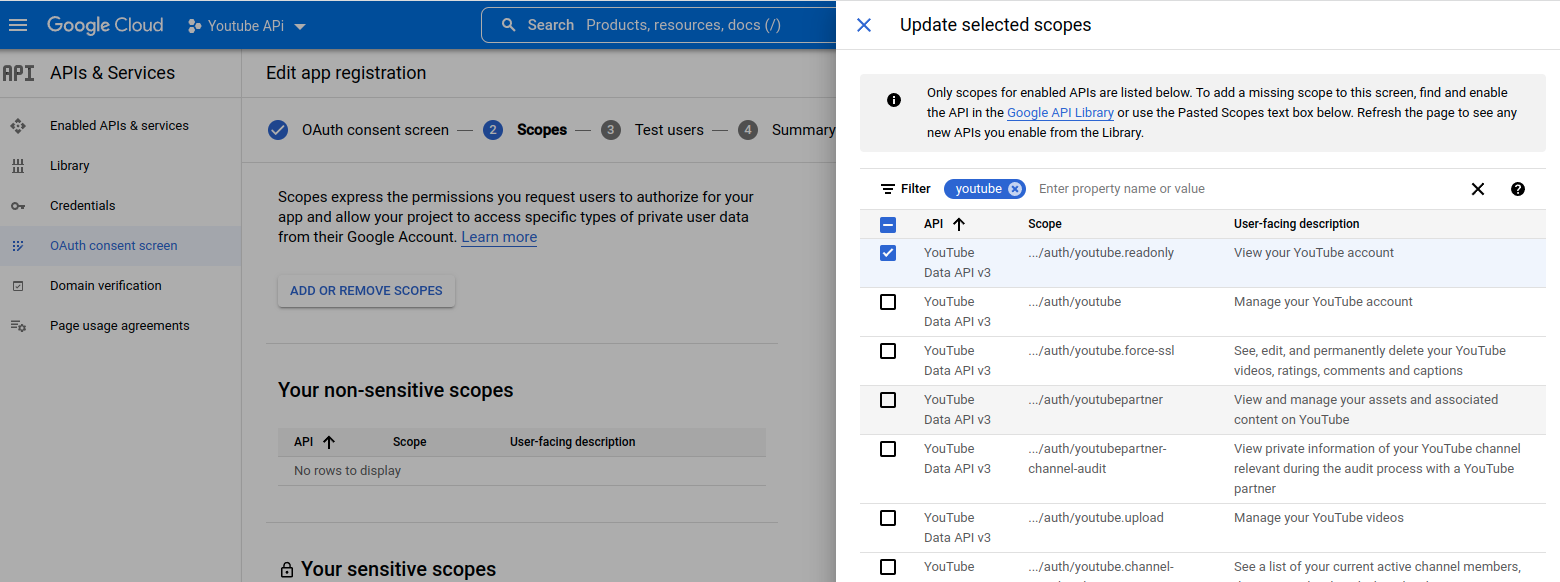 Google Cloud
Youtube APi
Search Products, resources, docs (/)
API APIs & Services
Enabled APIs & services
Library
Credentials
OAuth consent screen
Domain verification
Page usage agreements
Edit app registration
OAuth consent screen — 2 Scopes — 3 Test users — 4 Summary
Scopes express the permissions you request users to authorize for your
app and allow your project to access specific types of private user data
from their Google Account. Learn more
ADD OR REMOVE SCOPES
Your non-sensitive scopes
API Scope User-facing description
No rows to display
Your sensitive scopes
Update selected scopes
Only scopes for enabled APIs are listed below. To add a missing scope to this screen, find and enable
the API in the Google API Library or use the Pasted Scopes text box below. Refresh the page to see any
new APIs you enable from the Library.
Filter youtube Enter property name or value
API Scope User-facing description
YouTube .../auth/youtube.readonly View your YouTube account
Data API v3
YouTube .../auth/youtube Manage your YouTube account
Data API v3
YouTube .../auth/youtube.force-ssl See, edit, and permanently delete your YouTube
Data API v3 videos, ratings, comments and captions
YouTube .../auth/youtubepartner View and manage your assets and associated
Data API v3 content on YouTube
YouTube .../auth/youtubepartner- View private information of your YouTube channel
Data API v3 channel-audit relevant during the audit process with a YouTube
partner
YouTube .../auth/youtube.upload Manage your YouTube videos
Data API v3
YouTube .../auth/youtube.channel- See a list of your current active channel members,